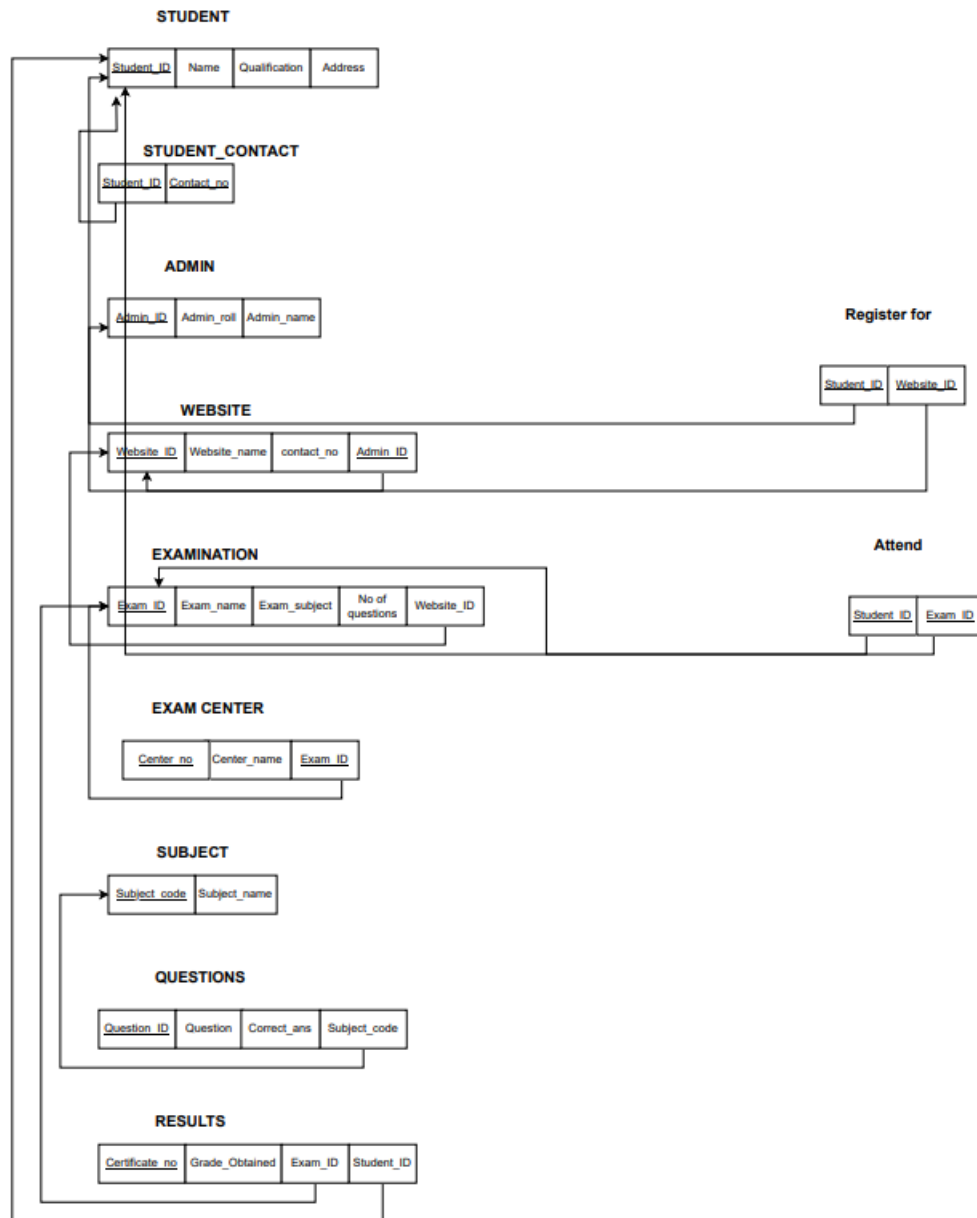 STUDENT
Student_ID Name Qualification Address
STUDENT_CONTACT
Student_ID Contact_no
ADMIN
Admin_ID Admin_roll Admin_name
Register for
Student_ID Website_ID
WEBSITE
Website_ID Website_name contact_no Admin_ID
EXAMINATION
Exam_ID Exam_name Exam_subject No of questions Website_ID
Attend
Student_ID Exam_ID
EXAM CENTER
Center_no Center_name Exam_ID
SUBJECT
Subject_code Subject_name
QUESTIONS
Question_ID Question Correct_ans Subject_code
RESULTS
Certificate_no Grade_Obtained Exam_ID Student_ID